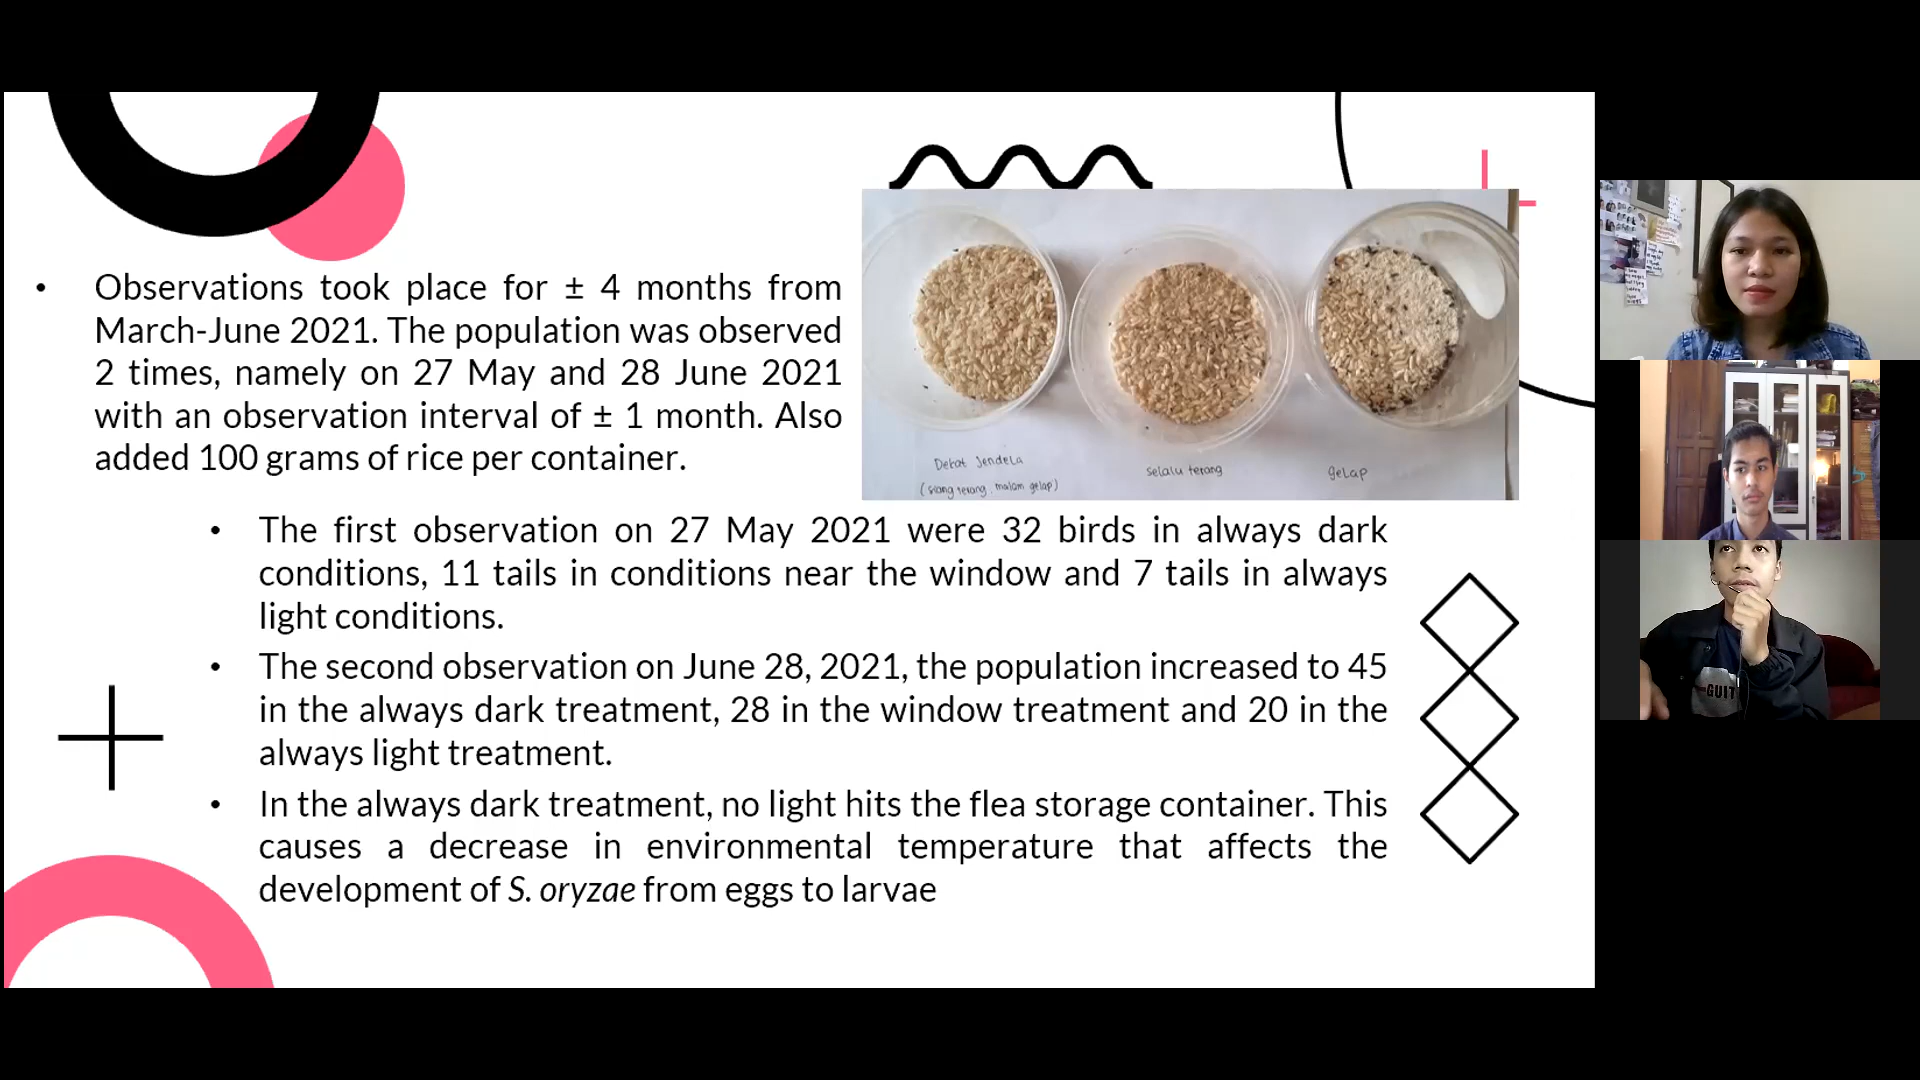 • Observations took place for ± 4 months from
March-June 2021. The population was observed
2 times, namely on 27 May and 28 June 2021
with an observation interval of ± 1 month. Also
added 100 grams of rice per container.
Dekat Jendela
(siang terang, malam gelap)
selalu terang
Gelap
• The first observation on 27 May 2021 were 32 birds in always dark
conditions, 11 tails in conditions near the window and 7 tails in always
light conditions.
• The second observation on June 28, 2021, the population increased to 45
in the always dark treatment, 28 in the window treatment and 20 in the
always light treatment.
• In the always dark treatment, no light hits the flea storage container. This
causes a decrease in environmental temperature that affects the
development of S. oryzae from eggs to larvae
GUIT